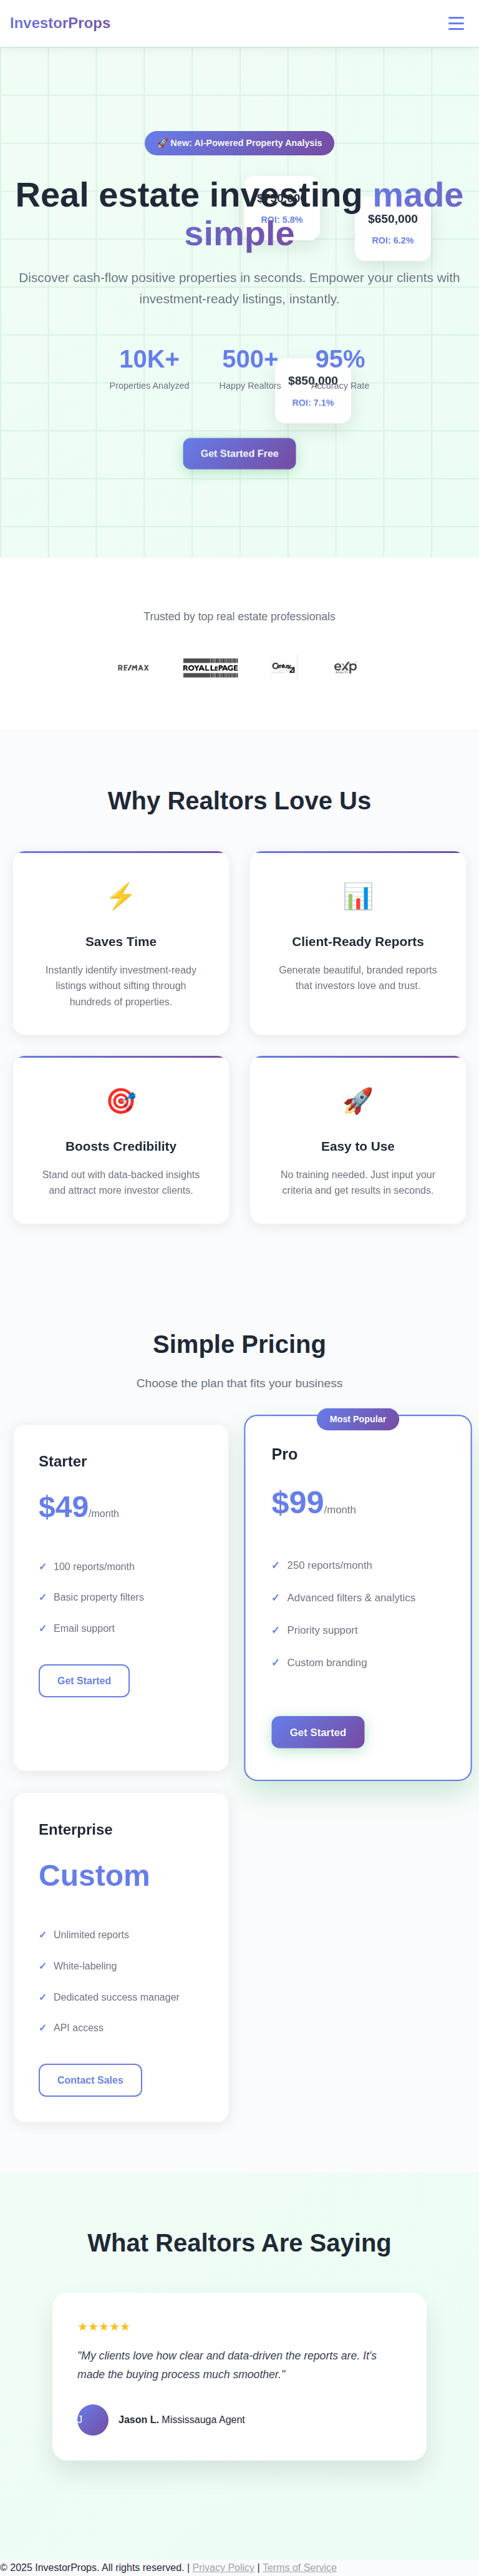 InvestorProps
🚀 New: AI-Powered Property Analysis
Real estate investing made
simple
$750,000
ROI: 5.8%
$650,000
ROI: 6.2%
Discover cash-flow positive properties in seconds. Empower your clients with
investment-ready listings, instantly.
10K+
Properties Analyzed
500+
Happy Realtors
95%
Accuracy Rate
$850,000
ROI: 7.1%
Get Started Free
Trusted by top real estate professionals
RE/MAX
ROYAL LEPAGE
Century 21
exp
REALTY
Why Realtors Love Us
Saves Time
Instantly identify investment-ready
listings without sifting through
hundreds of properties.
Client-Ready Reports
Generate beautiful, branded reports
that investors love and trust.
Boosts Credibility
Stand out with data-backed insights
and attract more investor clients.
Easy to Use
No training needed. Just input your
criteria and get results in seconds.
Simple Pricing
Choose the plan that fits your business
Starter
$49/month
✓ 100 reports/month
✓ Basic property filters
✓ Email support
Get Started
Most Popular
Pro
$99/month
✓ 250 reports/month
✓ Advanced filters & analytics
✓ Priority support
✓ Custom branding
Get Started
Enterprise
Custom
✓ Unlimited reports
✓ White-labeling
✓ Dedicated success manager
✓ API access
Contact Sales
What Realtors Are Saying
★★★★★
"My clients love how clear and data-driven the reports are. It's
made the buying process much smoother."
J
Jason L. Mississauga Agent
© 2025 InvestorProps. All rights reserved. | Privacy Policy | Terms of Service